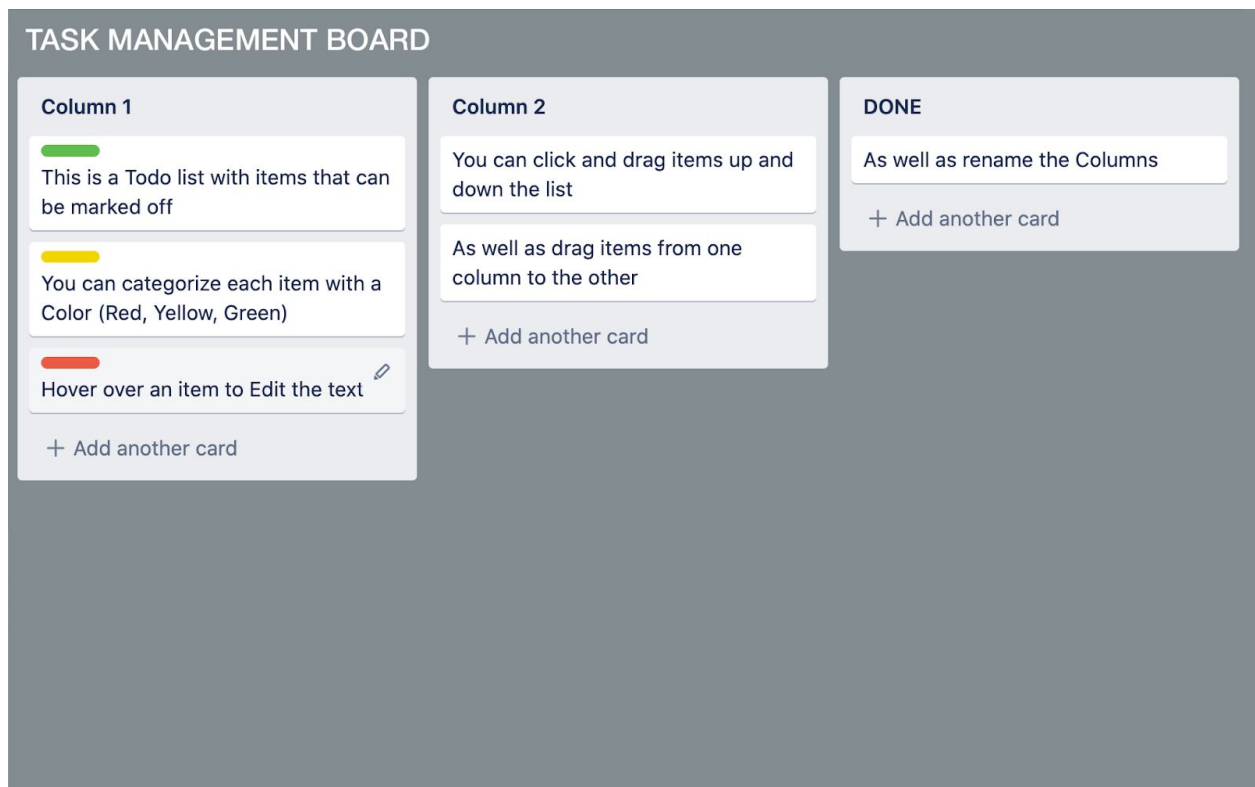 TASK MANAGEMENT BOARD
Column 1
This is a Todo list with items that can
be marked off
You can categorize each item with a
Color (Red, Yellow, Green)
Hover over an item to Edit the text
+ Add another card
Column 2
You can click and drag items up and
down the list
As well as drag items from one
column to the other
+ Add another card
DONE
As well as rename the Columns
+ Add another card